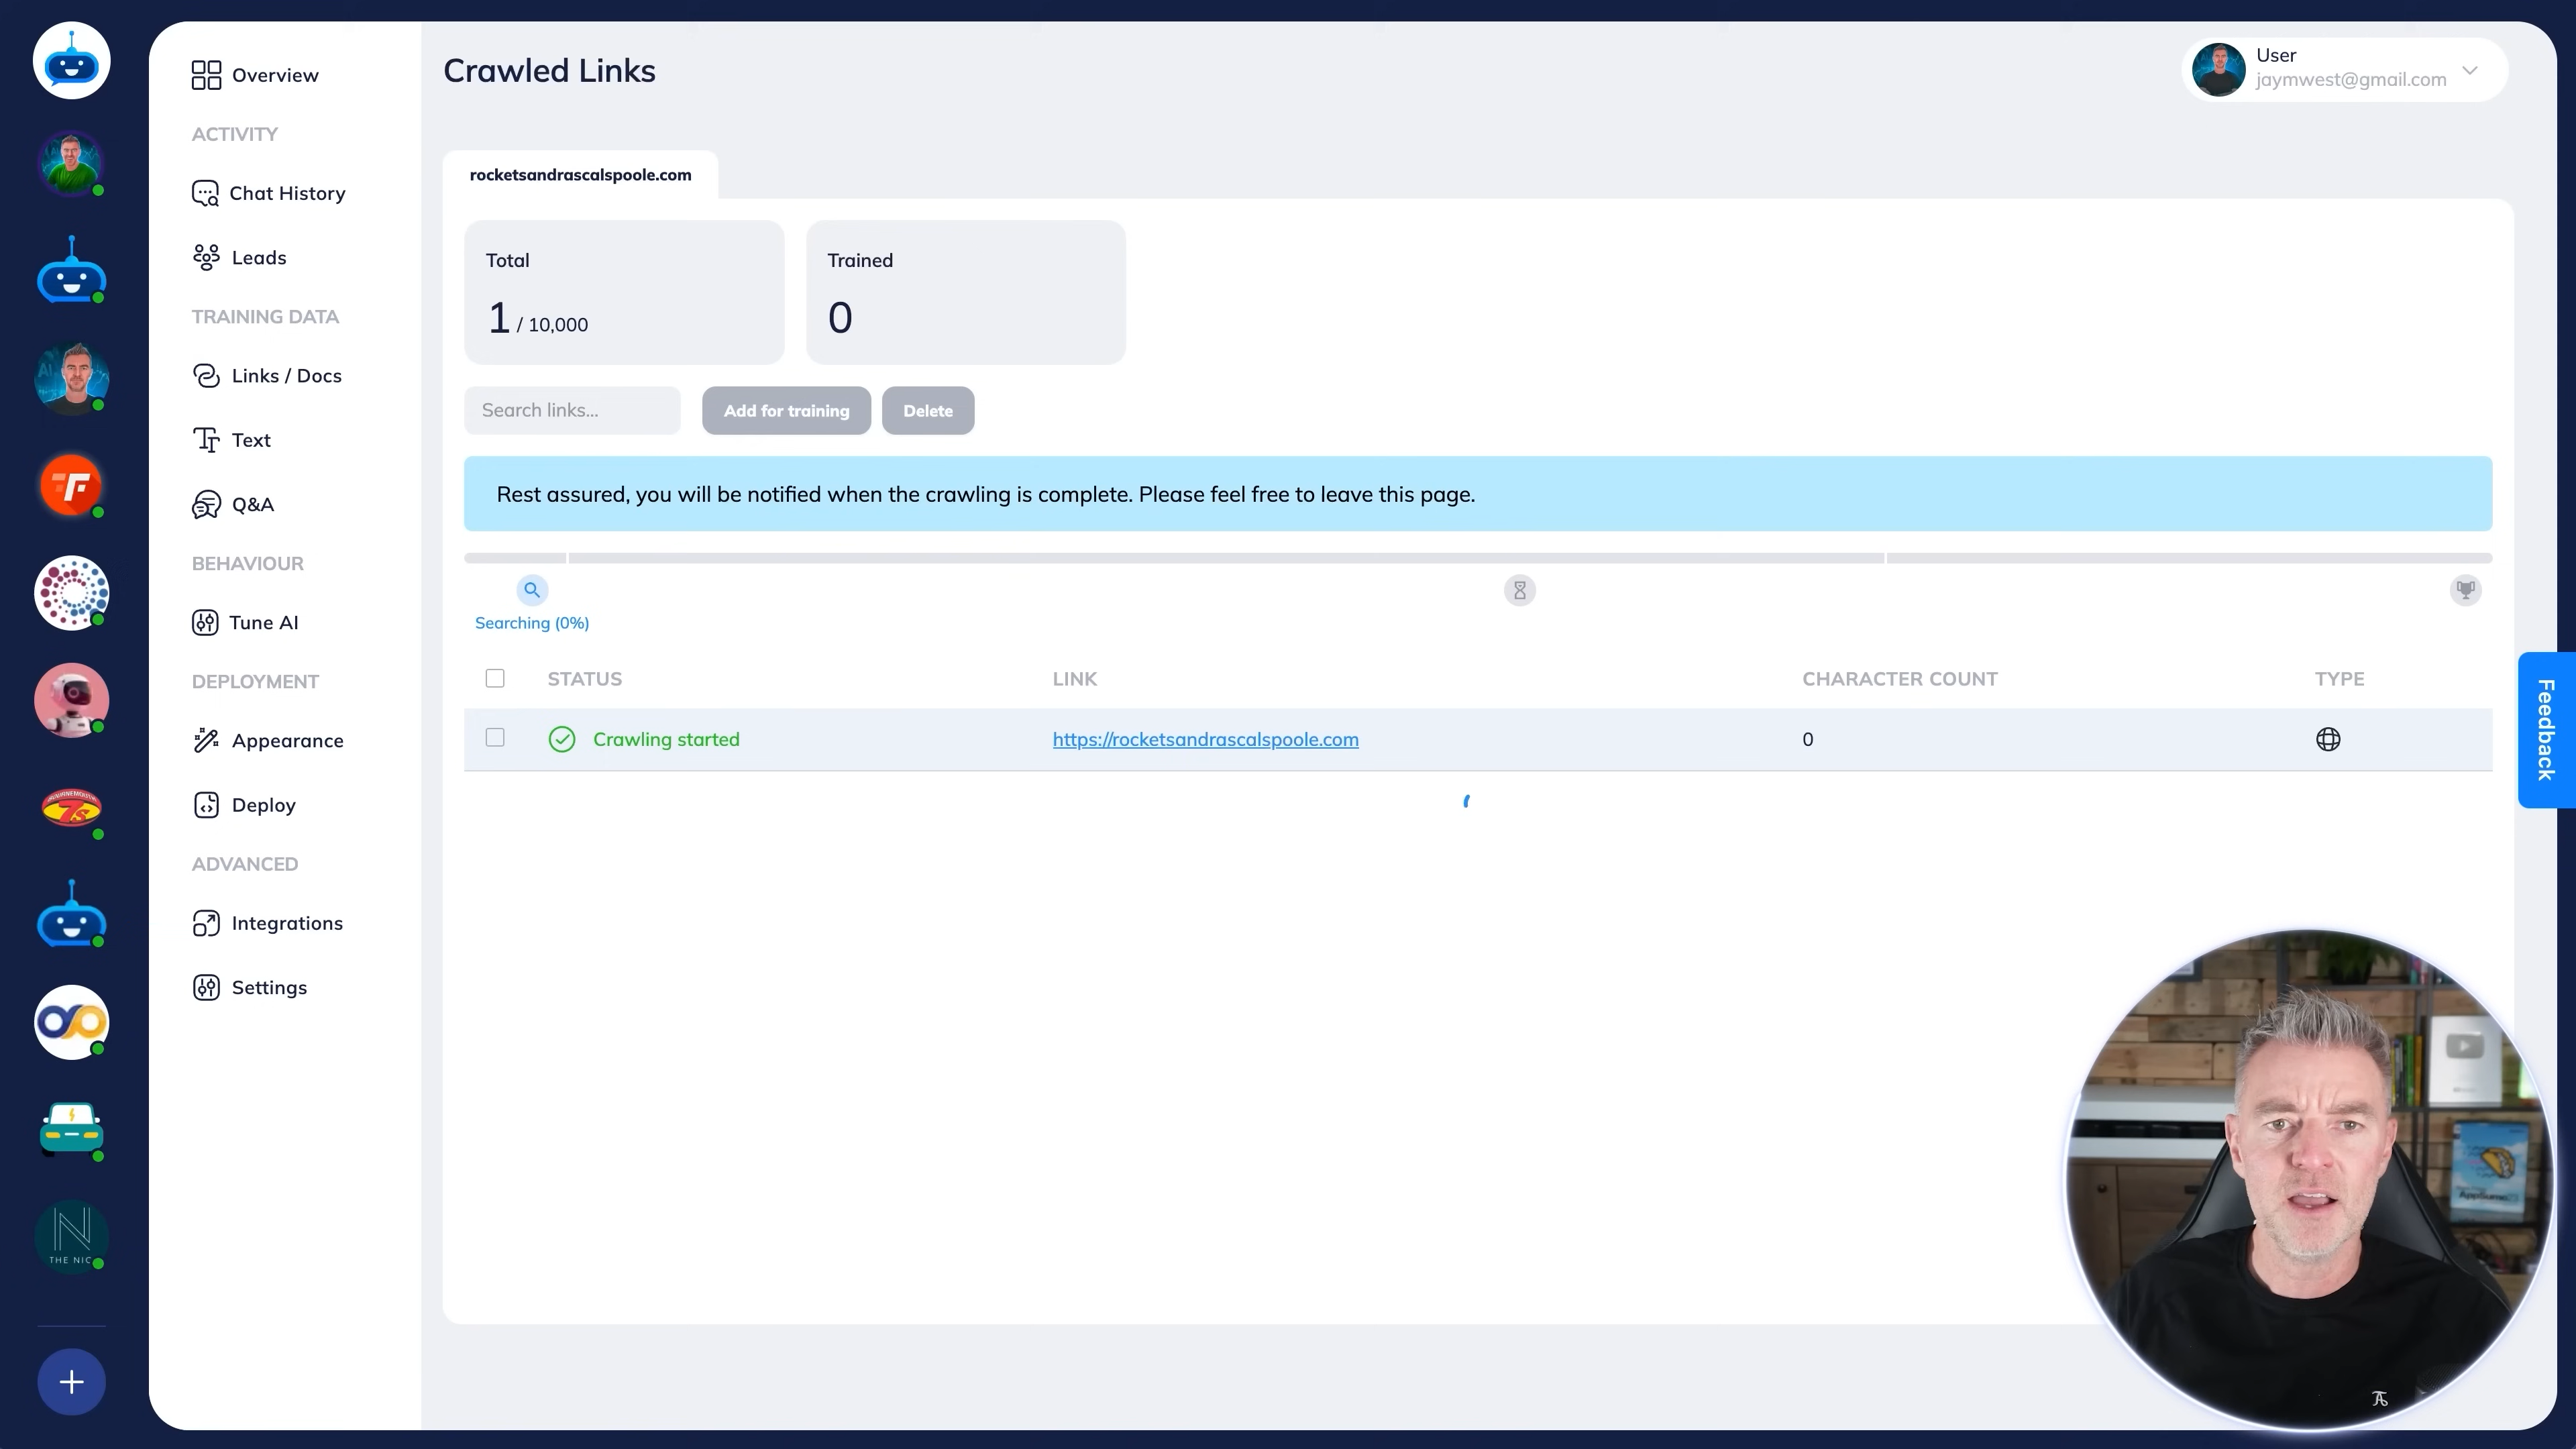 Overview
ACTIVITY
Chat History
Leads
TRAINING DATA
Links / Docs
Text
Q&A
BEHAVIOUR
Tune AI
DEPLOYMENT
Appearance
Deploy
ADVANCED
Integrations
Settings
THE NIC
Crawled Links
User
jaymwest@gmail.com
rocketsandrascalspoole.com
Total
1 / 10,000
Trained
0
Search links...
Add for training
Delete
Rest assured, you will be notified when the crawling is complete. Please feel free to leave this page.
Searching (0%)
STATUS LINK CHARACTER COUNT TYPE
Crawling started https://rocketsandrascalspoole.com 0
Feedback